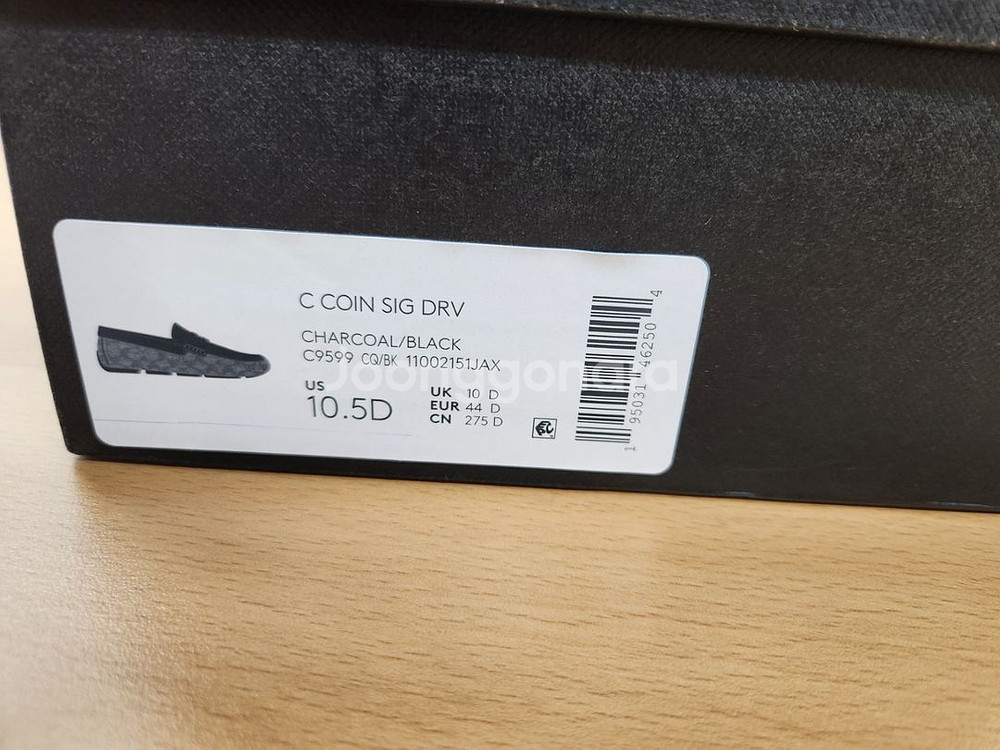 C COIN SIG DRV
CHARCOAL/BLACK
C9599 CQ/BK 11002151JAX
US
10.5D
UK 10 D
EUR 44 D
CN 275 D
1 95031 46250 4
Joonggonara